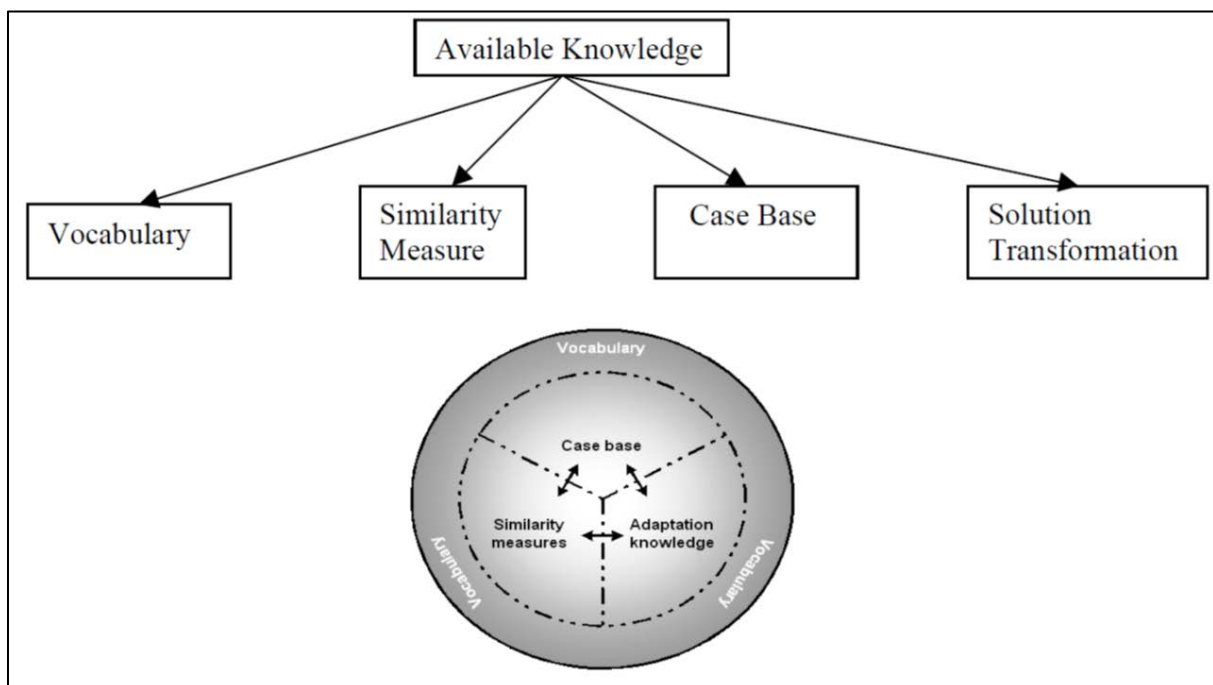 Available Knowledge
Vocabulary
Similarity
Measure
Case Base
Solution
Transformation
Vocabulary
Case base
Similarity
measures
Adaptation
knowledge
Vocabulary
Vocabulary